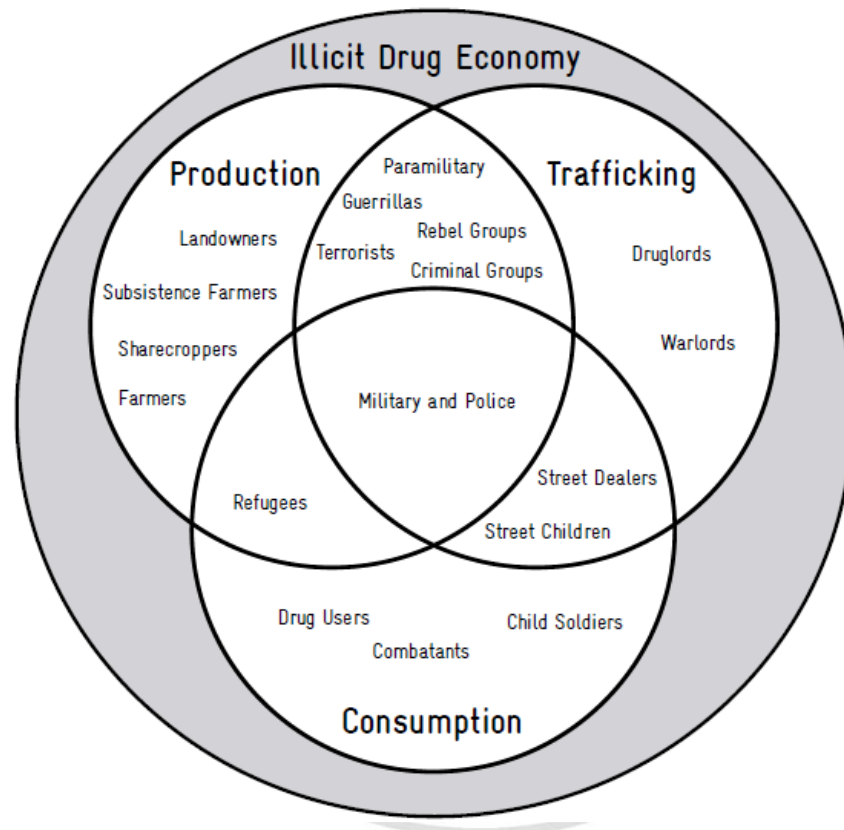 Illicit Drug Economy
Production
Landowners
Subsistence Farmers
Sharecroppers
Farmers
Paramilitary
Guerrillas
Rebel Groups
Terrorists
Criminal Groups
Trafficking
Druglords
Warlords
Military and Police
Refugees
Street Dealers
Street Children
Drug Users
Child Soldiers
Combatants
Consumption